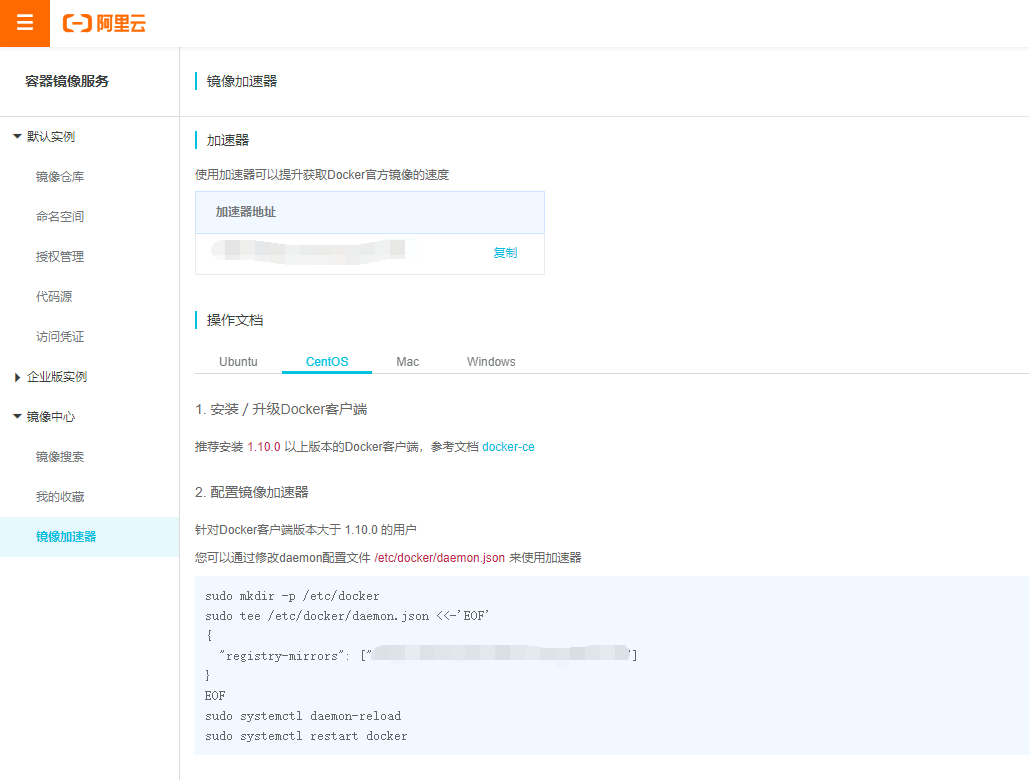 阿里云
容器镜像服务
默认实例
镜像仓库
命名空间
授权管理
代码源
访问凭证
企业版实例
镜像中心
镜像搜索
我的收藏
镜像加速器
镜像加速器
加速器
使用加速器可以提升获取Docker官方镜像的速度
加速器地址
复制
操作文档
Ubuntu CentOS Mac Windows
1. 安装 / 升级Docker客户端
推荐安装 1.10.0 以上版本的Docker客户端，参考文档 docker-ce
2. 配置镜像加速器
针对Docker客户端版本大于 1.10.0 的用户
您可以通过修改daemon配置文件 /etc/docker/daemon.json 来使用加速器
sudo mkdir -p /etc/docker
sudo tee /etc/docker/daemon.json <<-'EOF'
{
"registry-mirrors": [""]
}
EOF
sudo systemctl daemon-reload
sudo systemctl restart docker